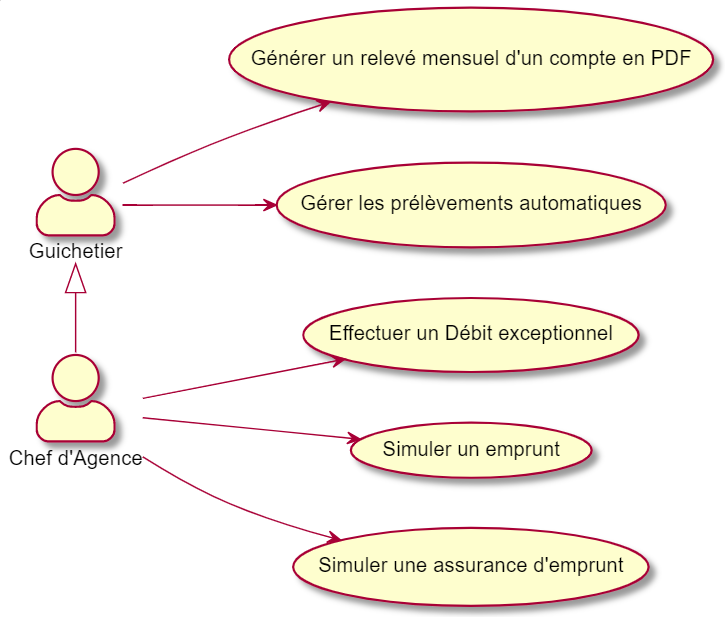 Générer un relevé mensuel d'un compte en PDF
Gérer les prélèvements automatiques
Guichetier
Effectuer un Débit exceptionnel
Simuler un emprunt
Chef d'Agence
Simuler une assurance d'emprunt